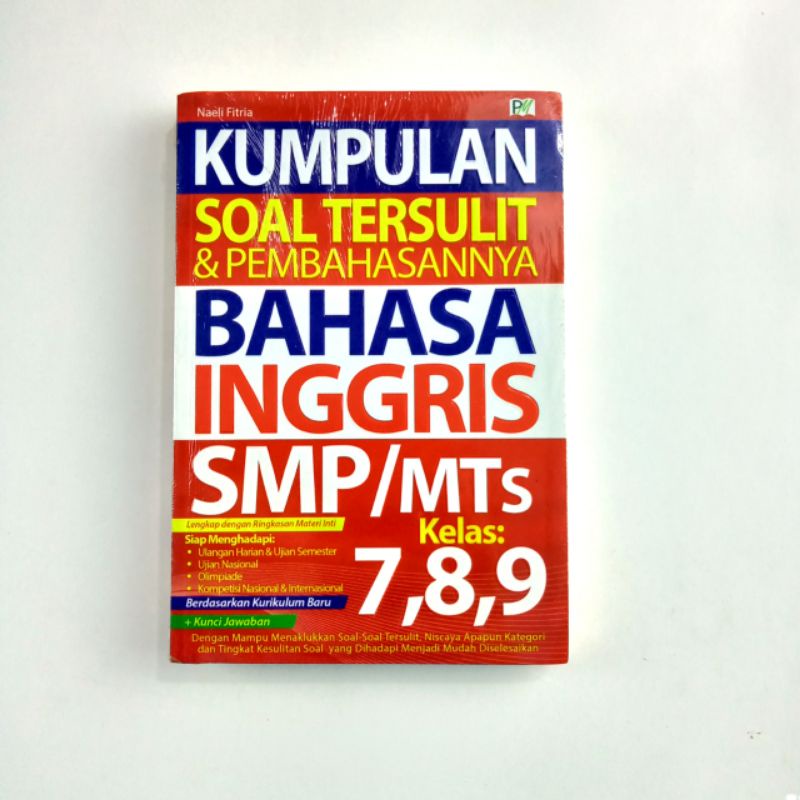 Naeli Fitria
PM
KUMPULAN
SOAL TERSULIT
& PEMBAHASANNYA
BAHASA
INGGRIS
SMP/MTs
Lengkap dengan Ringkasan Materi Inti
Siap Menghadapi:
• Ulangan Harian & Ujian Semester
• Ujian Nasional
• Olimpiade
• Kompetisi Nasional & Internasional
Berdasarkan Kurikulum Baru
+ Kunci Jawaban
Kelas:
7,8,9
Dengan Mampu Menaklukkan Soal-Soal Tersulit, Niscaya Apapun Kategori
dan Tingkat Kesulitan Soal yang Dihadapi Menjadi Mudah Diselesaikan